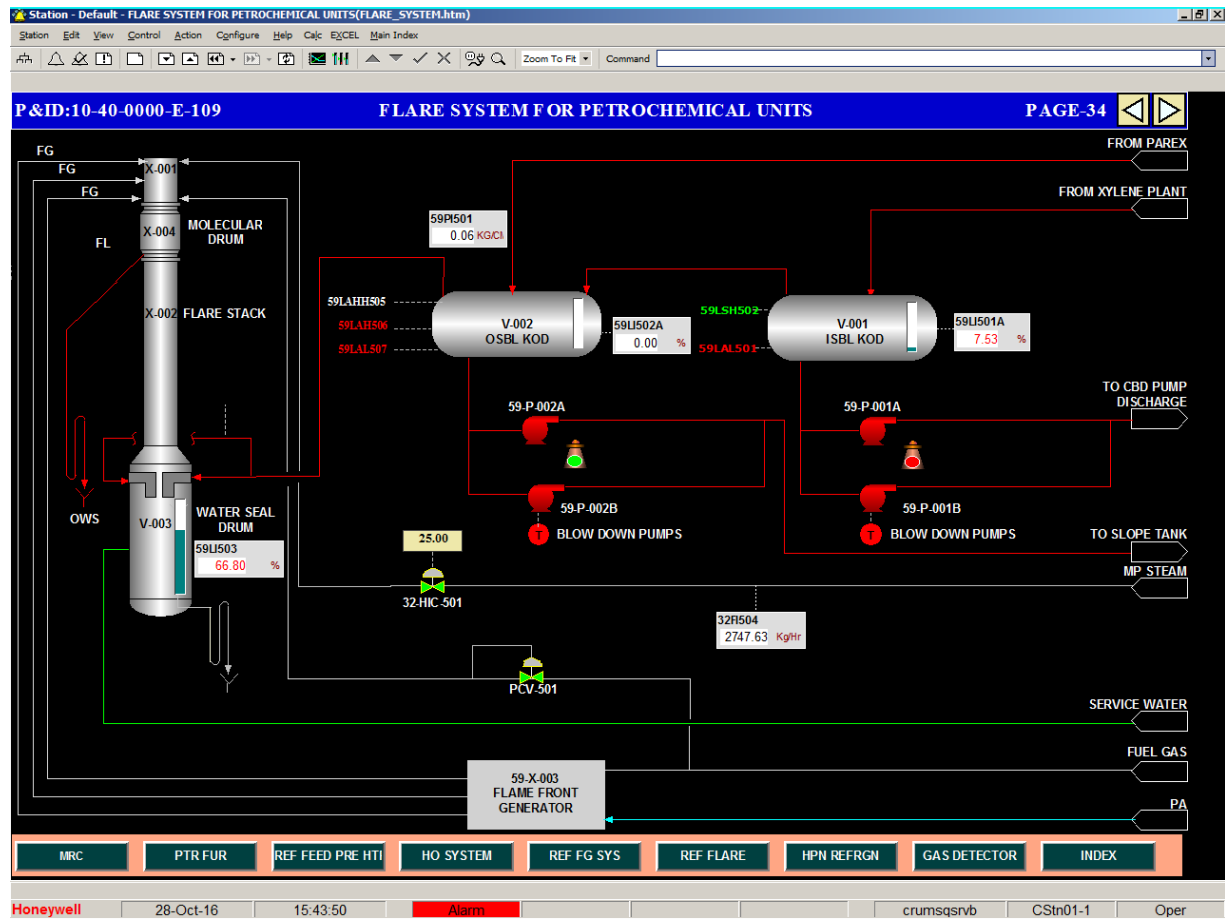 Station - Default - FLARE SYSTEM FOR PETROCHEMICAL UNITS(FLARE_SYSTEM.htm)
Station Edit View Control Action Configure Help Calc EXCEL Main Index
Zoom To Fit Command
P&ID:10-40-0000-E-109 FLARE SYSTEM FOR PETROCHEMICAL UNITS PAGE-34
FG
FG
FG
X-001
FROM PAREX
FROM XYLENE PLANT
59PI501
0.06 KG/C
FL
X-004
MOLECULAR
DRUM
X-002
FLARE STACK
59LAHH505
59LAH506
59LAL507
V-002
OSBL KOD
59LI502A
0.00 %
59LSH502
59LAL501
V-001
ISBL KOD
59LI501A
7.53 %
TO CBD PUMP
DISCHARGE
59-P-002A
59-P-001A
59-P-002B
59-P-001B
T
BLOW DOWN PUMPS
T
BLOW DOWN PUMPS
OWS
V-003
WATER SEAL
DRUM
59LI503
66.80 %
25.00
32-HIC-501
TO SLOPE TANK
MP STEAM
32FI504
2747.63 Kg/Hr
PCV-501
SERVICE WATER
FUEL GAS
59-X-003
FLAME FRONT
GENERATOR
PA
MRC PTR FUR REF FEED PRE HTI HO SYSTEM REF FG SYS REF FLARE HPN REFRGN GAS DETECTOR INDEX
Honeywell 28-Oct-16 15:43:50 Alarm crumsqsrvb CStn01-1 Oper